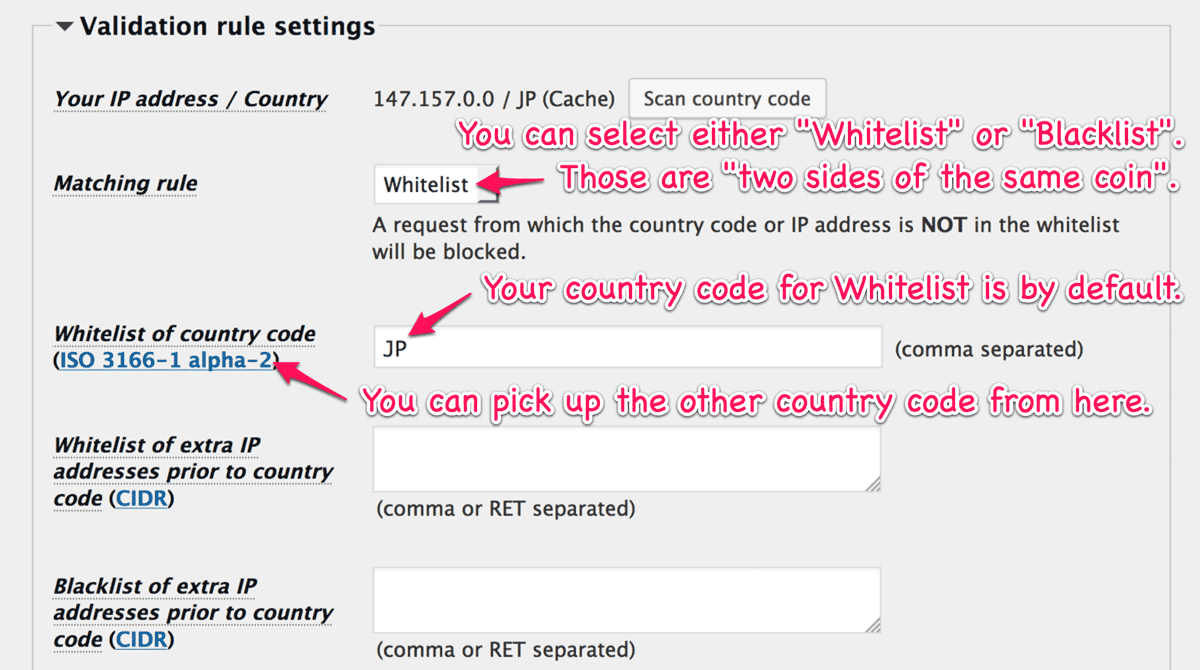 Validation rule settings
Your IP address / Country
147.157.0.0 / JP (Cache)
Scan country code
You can select either "Whitelist" or "Blacklist".
Matching rule
Whitelist
Those are "two sides of the same coin".
A request from which the country code or IP address is NOT in the whitelist
will be blocked.
Your country code for Whitelist is by default.
Whitelist of country code
(ISO 3166-1 alpha-2)
JP
(comma separated)
You can pick up the other country code from here.
Whitelist of extra IP
addresses prior to country
code (CIDR)
(comma or RET separated)
Blacklist of extra IP
addresses prior to country
code (CIDR)
(comma or RET separated)